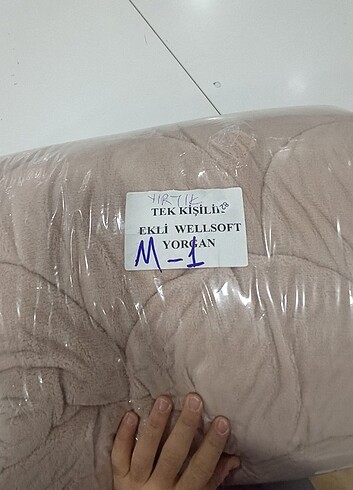 YIRTIK
TEK KİŞİLİK
EKLİ WELLSOFT
YORGAN
M-1